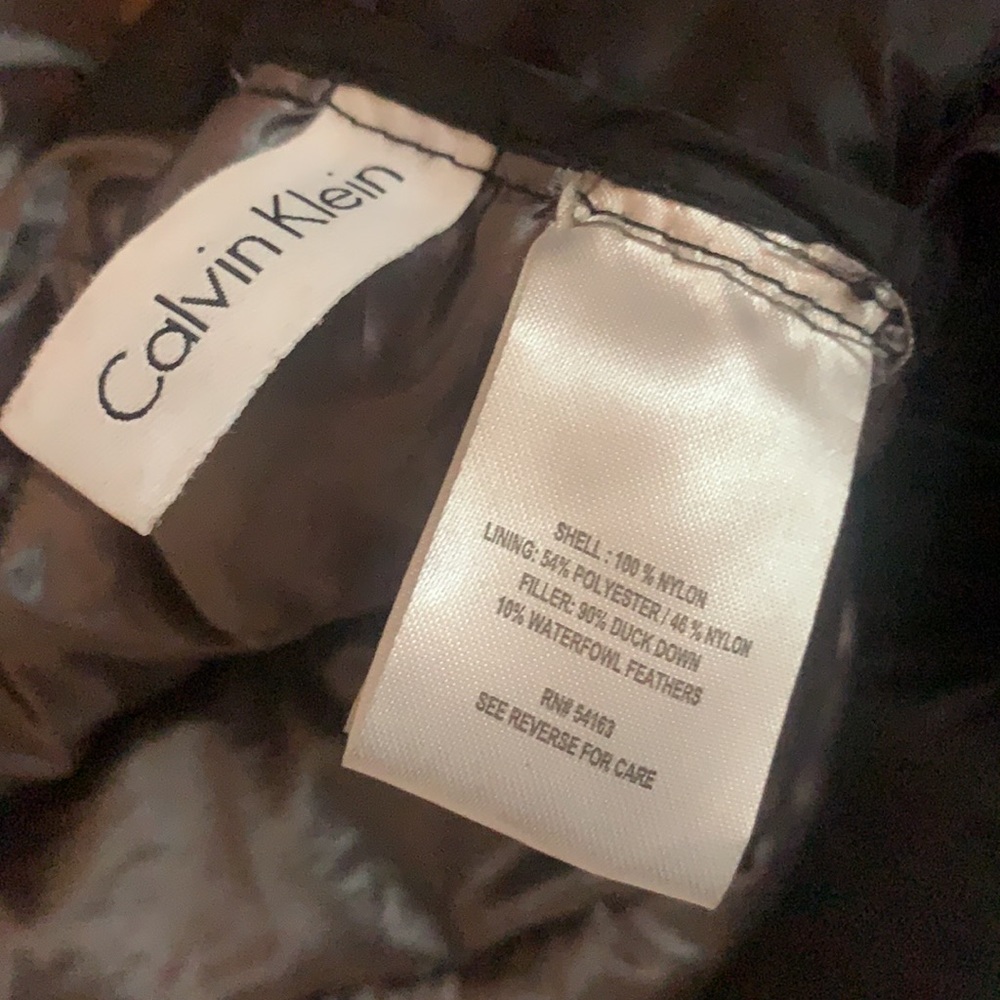 Calvin Klein
SHELL : 100 % NYLON
LINING: 54% POLYESTER / 46 % NYLON
FILLER: 90% DUCK DOWN
10% WATERFOWL FEATHERS
RN# 54163
SEE REVERSE FOR CARE